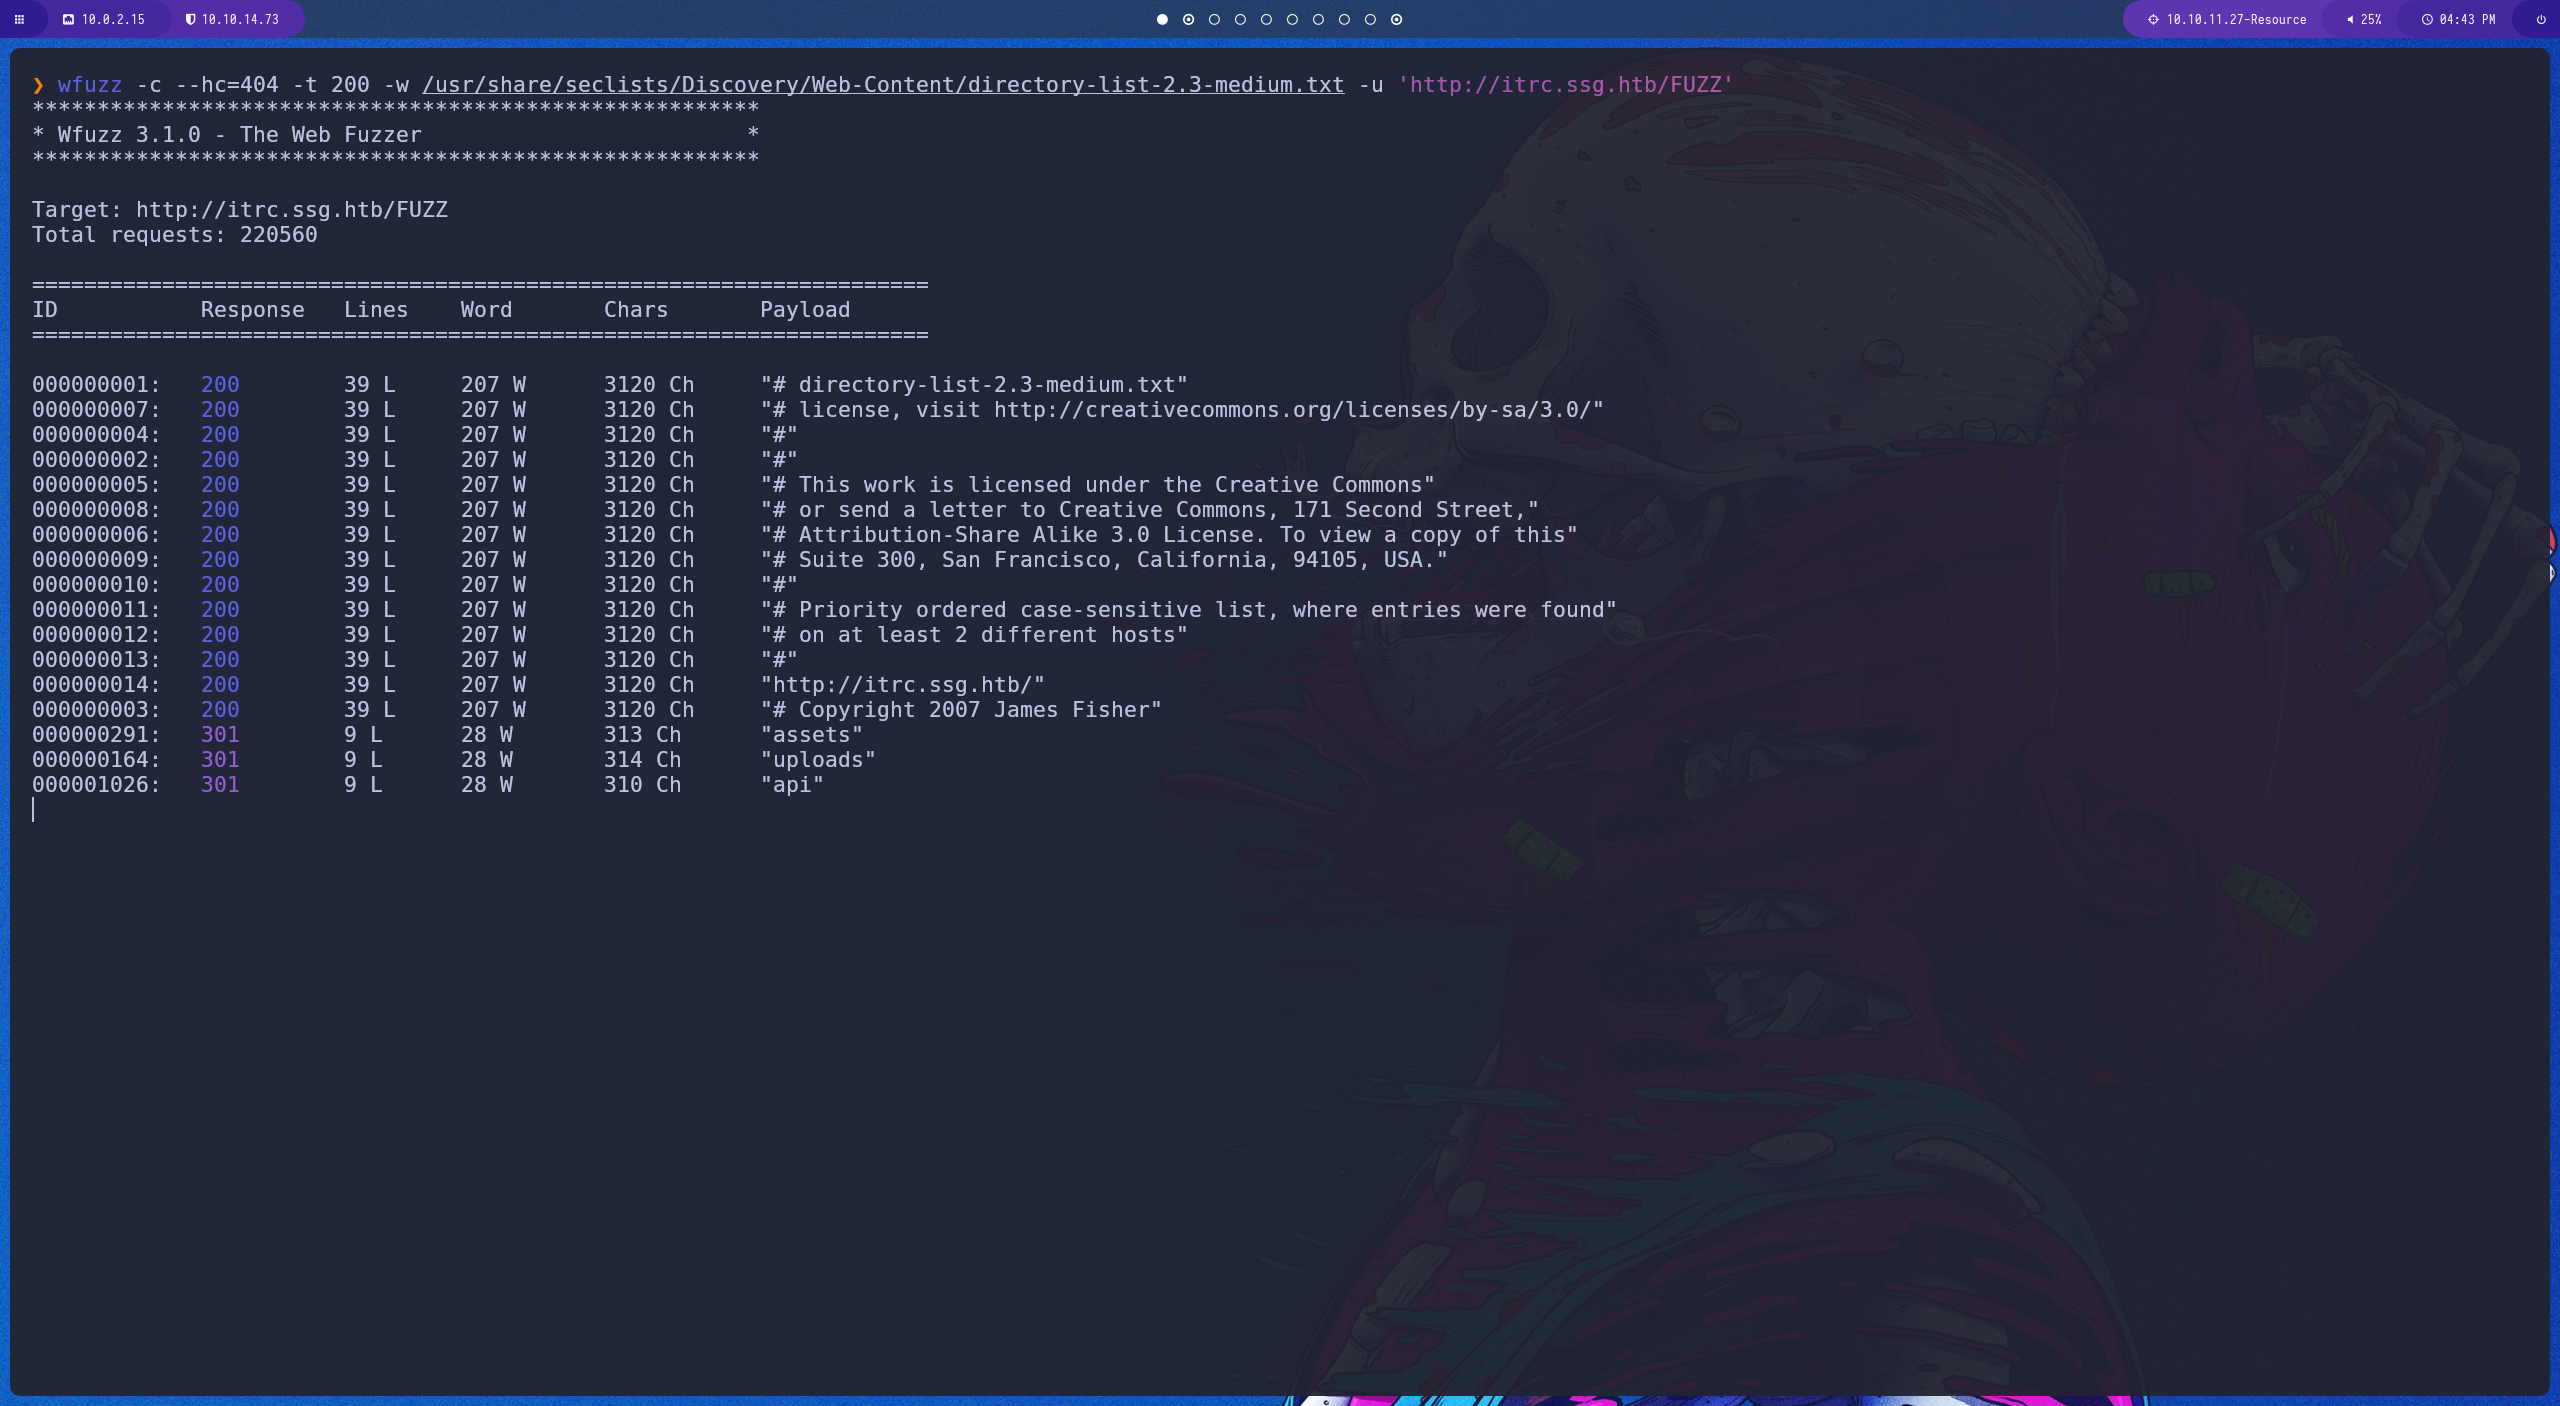 10.0.2.15 10.10.14.73 10.10.11.27-Resource 25% 04:43 PM
❯ wfuzz -c --hc=404 -t 200 -w /usr/share/seclists/Discovery/Web-Content/directory-list-2.3-medium.txt -u 'http://itrc.ssg.htb/FUZZ'
********************************************************
* Wfuzz 3.1.0 - The Web Fuzzer                         *
********************************************************
Target: http://itrc.ssg.htb/FUZZ
Total requests: 220560
=====================================================================
ID           Response   Lines    Word       Chars       Payload
=====================================================================
000000001:   200        39 L     207 W      3120 Ch     "# directory-list-2.3-medium.txt"
000000007:   200        39 L     207 W      3120 Ch     "# license, visit http://creativecommons.org/licenses/by-sa/3.0/"
000000004:   200        39 L     207 W      3120 Ch     "#"
000000002:   200        39 L     207 W      3120 Ch     "#"
000000005:   200        39 L     207 W      3120 Ch     "# This work is licensed under the Creative Commons"
000000008:   200        39 L     207 W      3120 Ch     "# or send a letter to Creative Commons, 171 Second Street,"
000000006:   200        39 L     207 W      3120 Ch     "# Attribution-Share Alike 3.0 License. To view a copy of this"
000000009:   200        39 L     207 W      3120 Ch     "# Suite 300, San Francisco, California, 94105, USA."
000000010:   200        39 L     207 W      3120 Ch     "#"
000000011:   200        39 L     207 W      3120 Ch     "# Priority ordered case-sensitive list, where entries were found"
000000012:   200        39 L     207 W      3120 Ch     "# on at least 2 different hosts"
000000013:   200        39 L     207 W      3120 Ch     "#"
000000014:   200        39 L     207 W      3120 Ch     "http://itrc.ssg.htb/"
000000003:   200        39 L     207 W      3120 Ch     "# Copyright 2007 James Fisher"
000000291:   301        9 L      28 W       313 Ch      "assets"
000000164:   301        9 L      28 W       314 Ch      "uploads"
000001026:   301        9 L      28 W       310 Ch      "api"